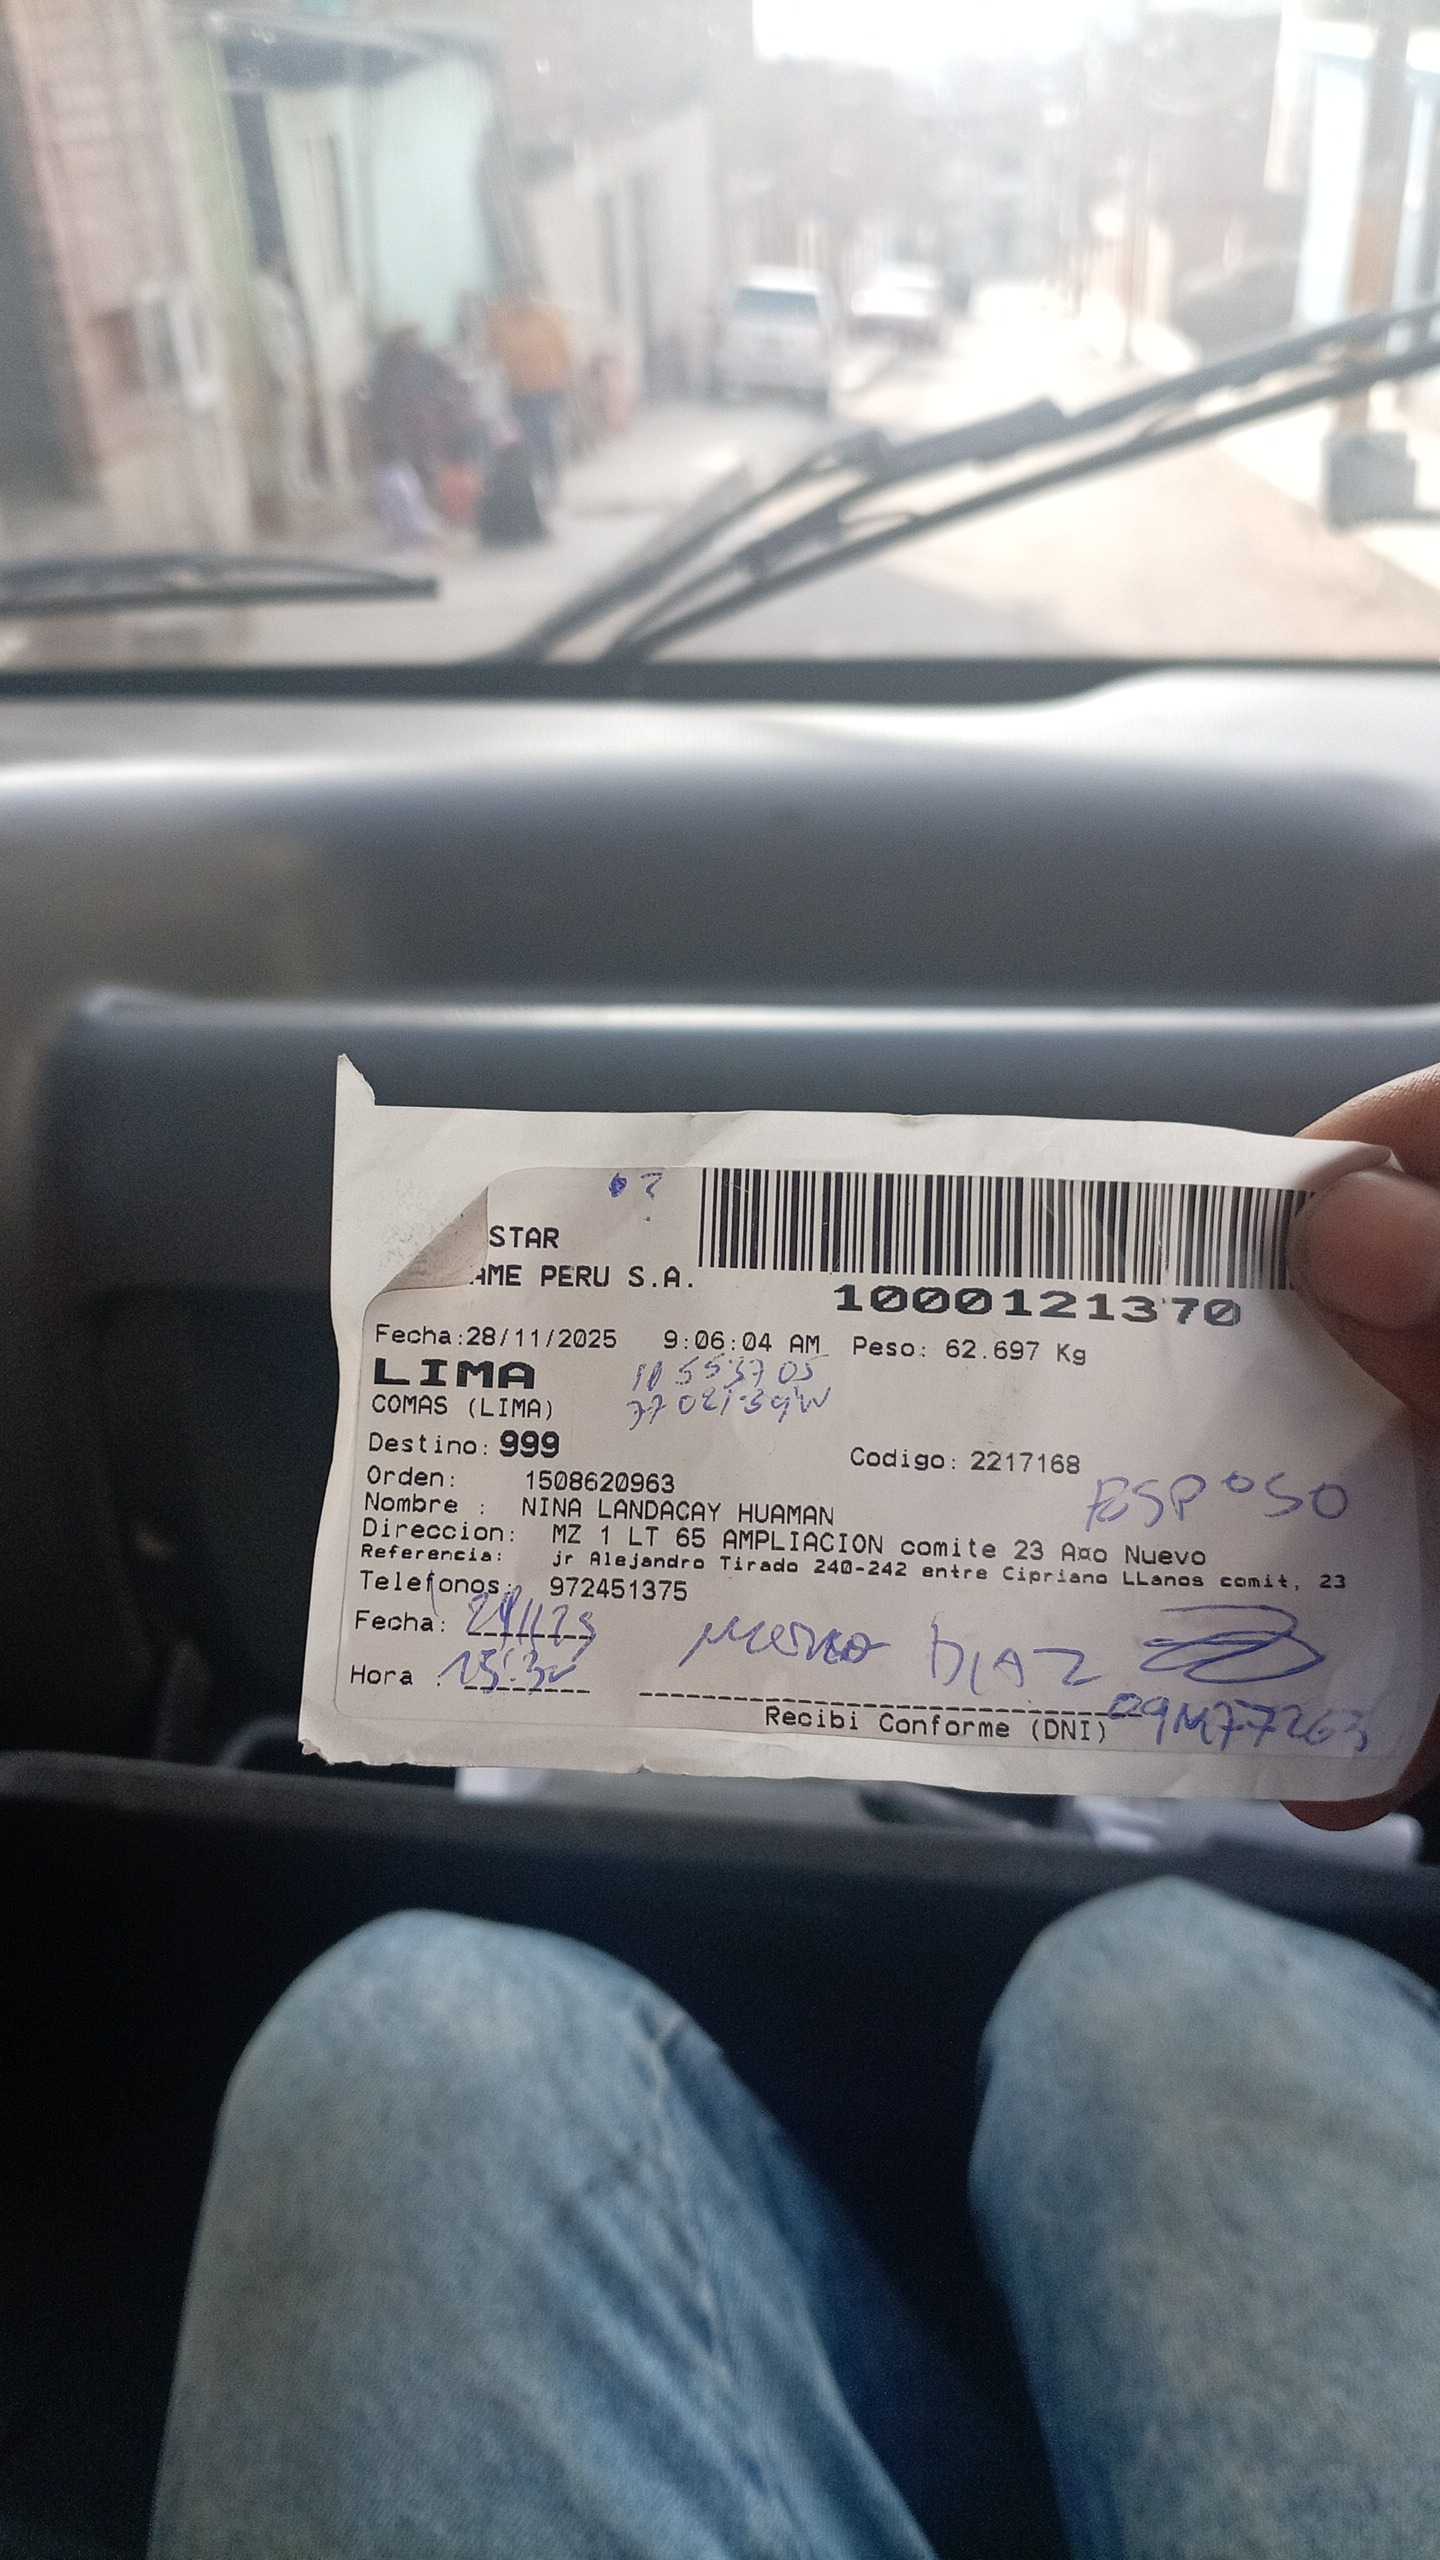 STAR
AME PERU S.A.
1000121370
Fecha:28/11/2025 9:06:04 AM Peso: 62.697 Kg
LIMA
COMAS (LIMA)
Destino: 999
Codigo: 2217168
Orden: 1508620963
ESPOSO
Nombre : NINA LANDACAY HUAMAN
Direccion: MZ 1 LT 65 AMPLIACION comite 23 A¤o Nuevo
Referencia: jr Alejandro Tirado 240-242 entre Cipriano LLanos comit, 23
Telefonos: 972451375
Fecha:
DIAZ
Hora :
Recibi Conforme (DNI)